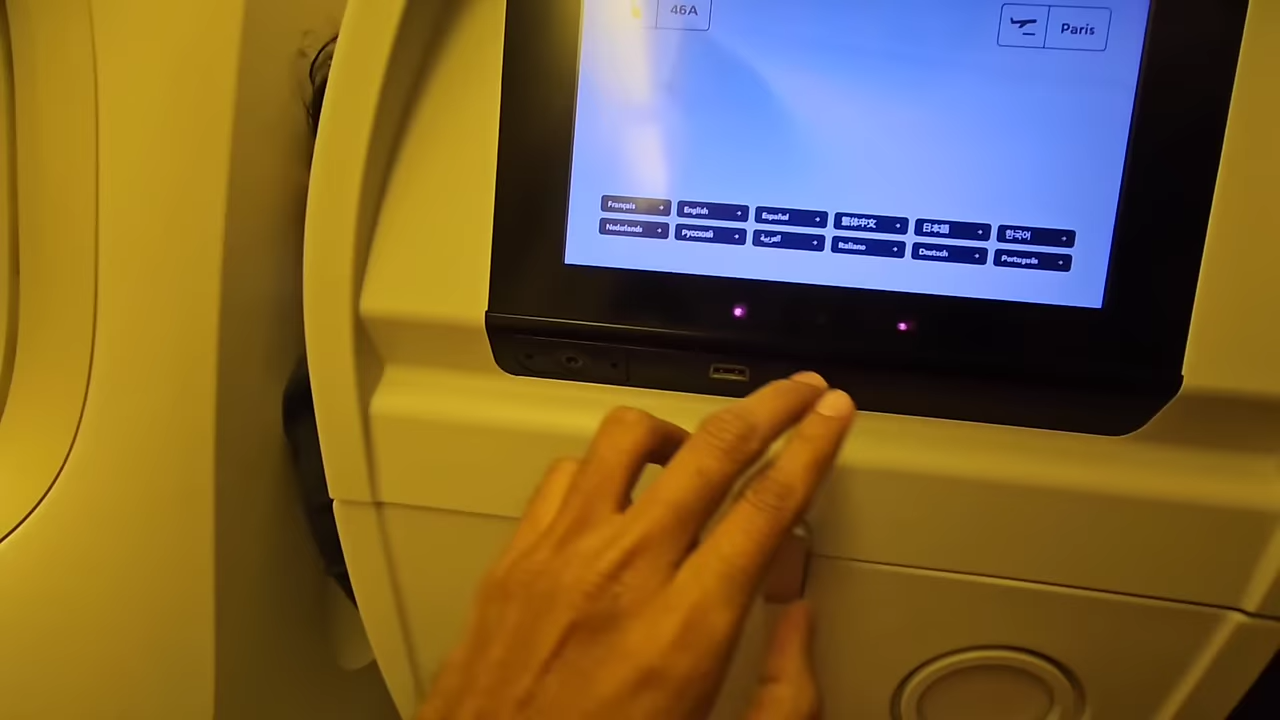 46A
Paris
Français English Español 繁体中文 日本語 한국어
Nederlands Русский العربية Italiano Deutsch Português